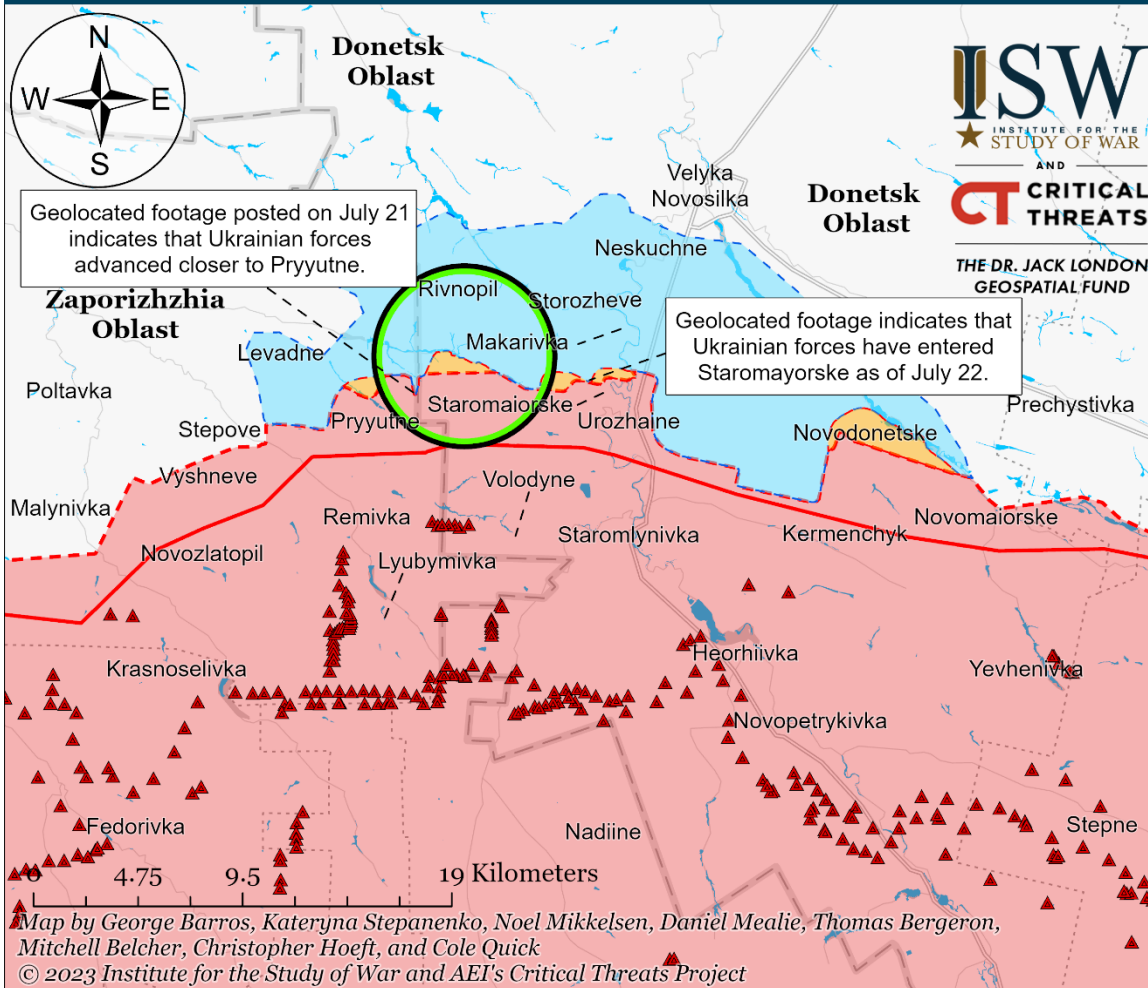 N
W
E
S
Donetsk
Oblast
ISW
INSTITUTE FOR THE
STUDY OF WAR
AND
CT CRITICAL
THREATS
THE DR. JACK LONDON
GEOSPATIAL FUND
Velyka
Novosilka
Donetsk
Oblast
Geolocated footage posted on July 21
indicates that Ukrainian forces
advanced closer to Pryyutne.
Neskuchne
Zaporizhzhia
Oblast
Rivnopil
Storozheve
Geolocated footage indicates that
Ukrainian forces have entered
Staromayorske as of July 22.
Makarivka
Levadne
Poltavka
Prechystivka
Staromaiorske
Pryyutne
Urozhaine
Stepove
Novodonetske
Vyshneve
Volodyne
Malynivka
Remivka
Novomaiorske
Staromlynivka
Kermenchyk
Novozlatopil
Lyubymivka
Krasnoselivka
Heorhiivka
Yevhenivka
Novopetrykivka
Fedorivka
Nadiine
Stepne
0 4.75 9.5 19 Kilometers
Map by George Barros, Kateryna Stepanenko, Noel Mikkelsen, Daniel Mealie, Thomas Bergeron,
Mitchell Belcher, Christopher Hoeft, and Cole Quick
© 2023 Institute for the Study of War and AEI's Critical Threats Project